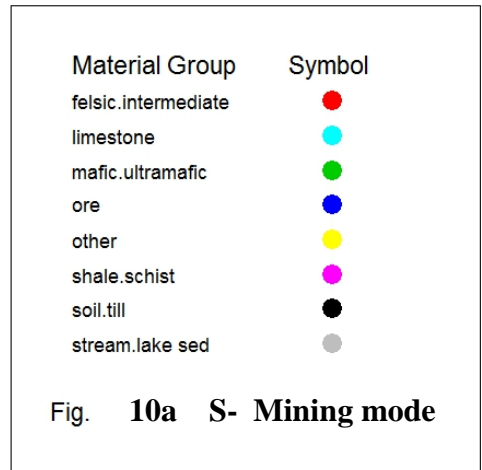 Material Group Symbol
felsic.intermediate
limestone
mafic.ultramafic
ore
other
shale.schist
soil.till
stream.lake sed
Fig. 10a S- Mining mode